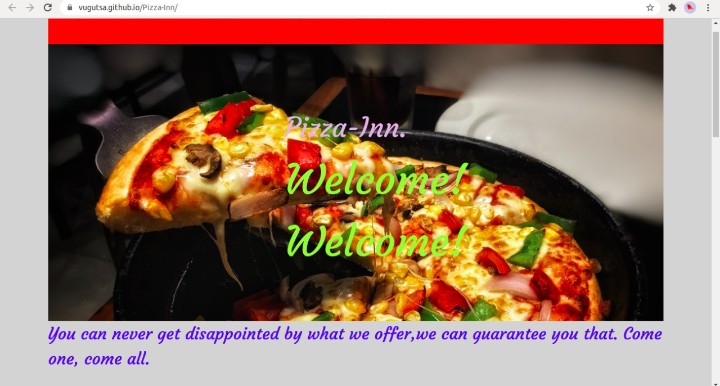 vugutsa.github.io/Pizza-Inn/
Pizza-Inn.
Welcome!
Welcome!
You can never get disappointed by what we offer,we can guarantee you that. Come
one, come all.